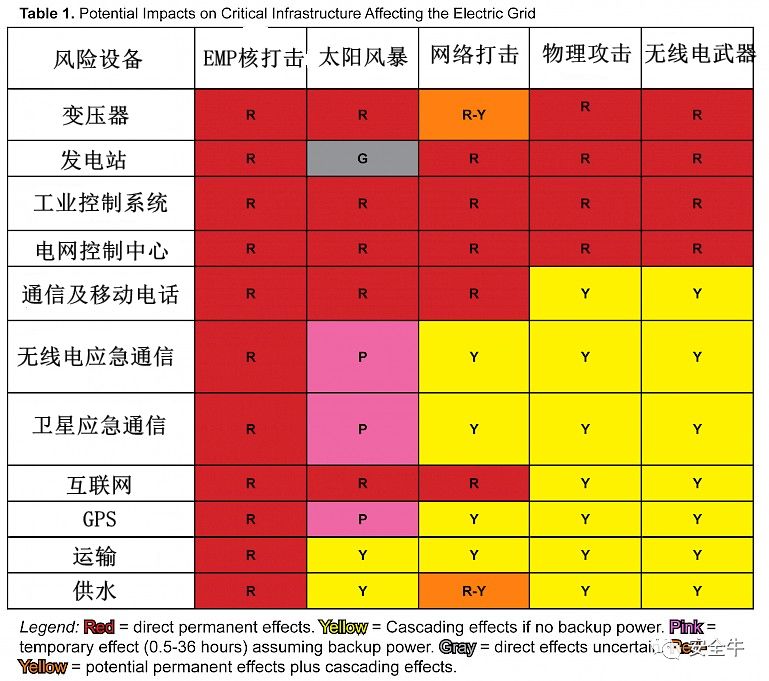 Table 1. Potential Impacts on Critical Infrastructure Affecting the Electric Grid
风险设备 EMP核打击 太阳风暴 网络打击 物理攻击 无线电武器
变压器 R R R-Y R R
发电站 R G R R R
工业控制系统 R R R R R
电网控制中心 R R R R R
通信及移动电话 R R R Y Y
无线电应急通信 R P Y Y Y
卫星应急通信 R P Y Y Y
互联网 R R R Y Y
GPS R P Y Y Y
运输 R Y Y Y Y
供水 R Y R-Y Y Y
Legend: Red = direct permanent effects. Yellow = Cascading effects if no backup power. Pink =
temporary effect (0.5-36 hours) assuming backup power. Gray = direct effects uncertain. Red-
Yellow = potential permanent effects plus cascading effects.
安全牛